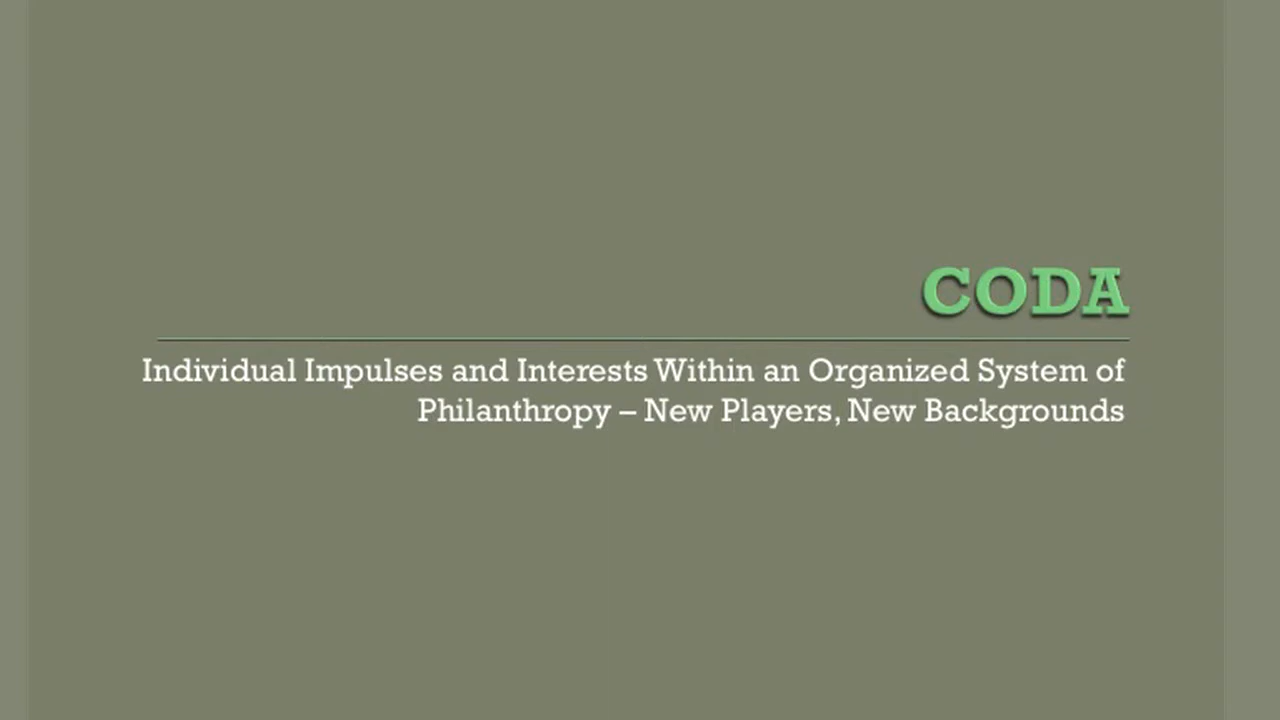 CODA
Individual Impulses and Interests Within an Organized System of
Philanthropy – New Players, New Backgrounds